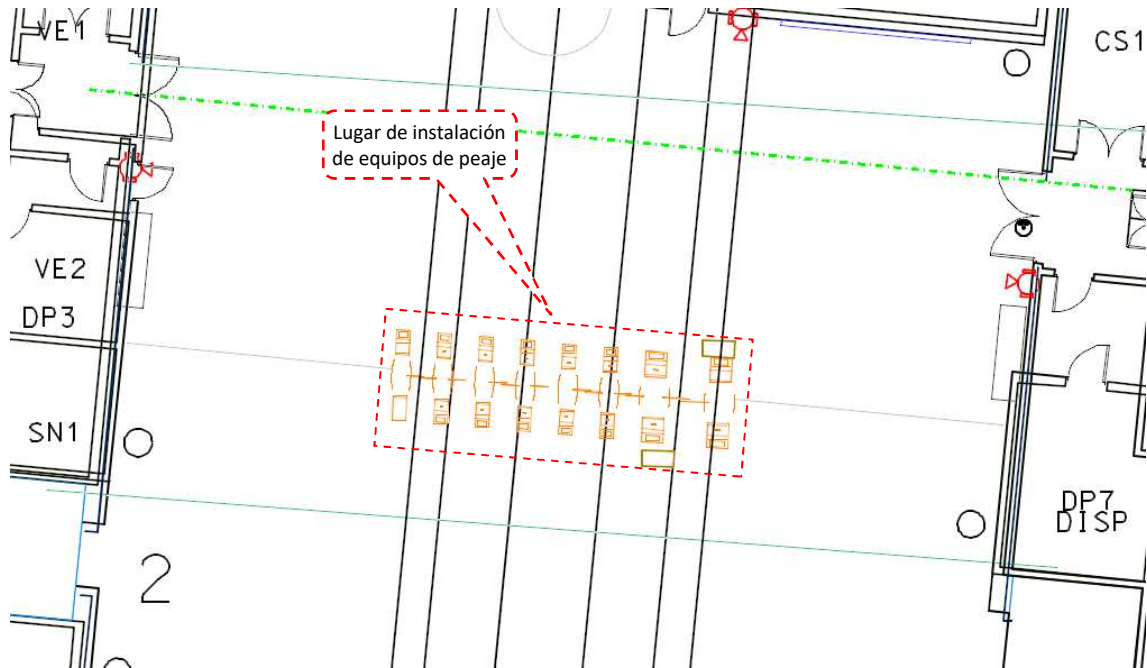 VE1
CS1
Lugar de instalación
de equipos de peaje
VE2
DP3
SN1
DP7
DISP
2